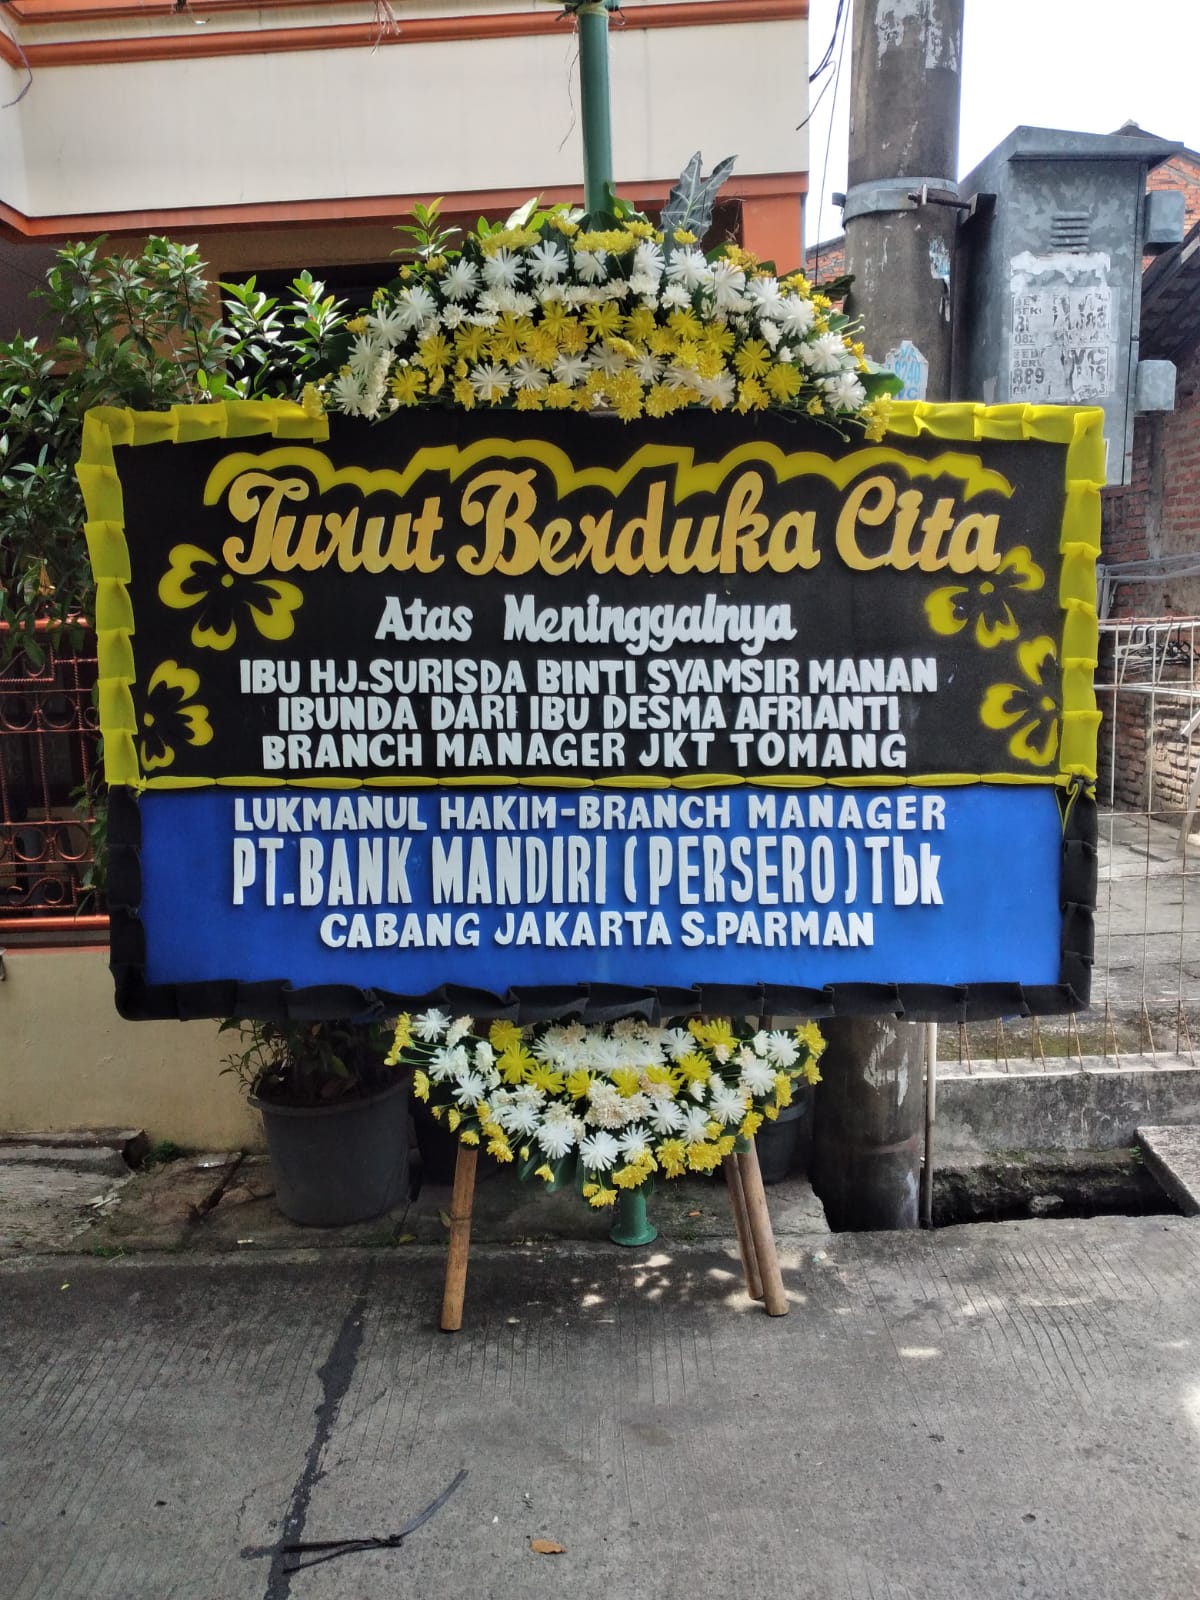 Turut Berduka Cita
Atas Meninggalnya
IBU HJ.SURISDA BINTI SYAMSIR MANAN
IBUNDA DARI IBU DESMA AFRIANTI
BRANCH MANAGER JKT TOMANG
LUKMANUL HAKIM-BRANCH MANAGER
PT.BANK MANDIRI (PERSERO)Tbk
CABANG JAKARTA S.PARMAN